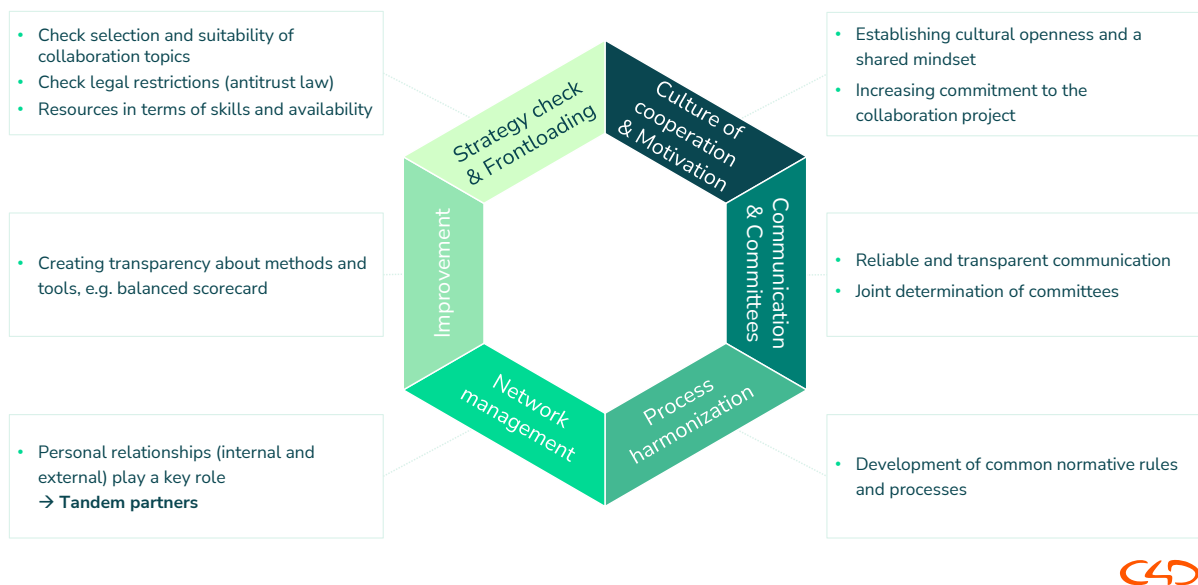 • Check selection and suitability of
collaboration topics
• Check legal restrictions (antitrust law)
• Resources in terms of skills and availability
• Establishing cultural openness and a
shared mindset
• Increasing commitment to the
collaboration project
Strategy check
& Frontloading
Culture of
cooperation
& Motivation
• Creating transparency about methods and
tools, e.g. balanced scorecard
Improvement
Communication
& Committees
• Reliable and transparent communication
• Joint determination of committees
Network
management
Process
harmonization
• Personal relationships (internal and
external) play a key role
→ Tandem partners
• Development of common normative rules
and processes
C4D